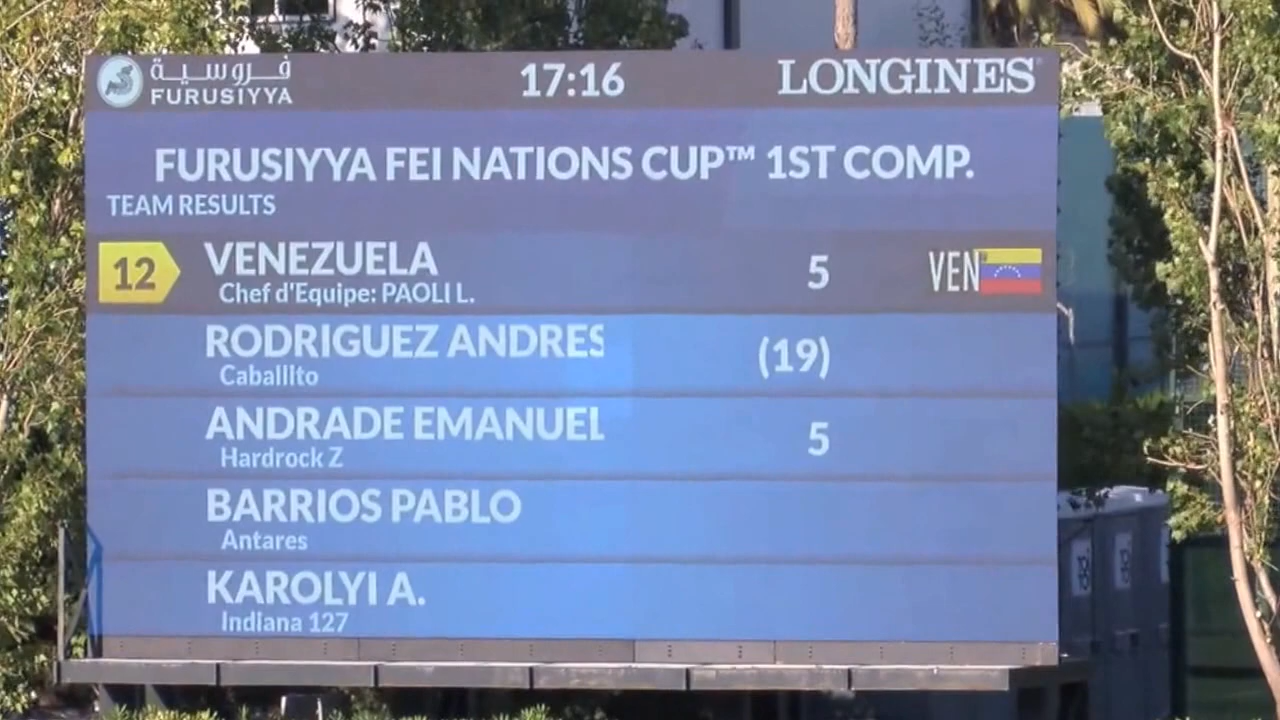 فروسية
FURUSIYYA
17:16
LONGINES
FURUSIYYA FEI NATIONS CUP™ 1ST COMP.
TEAM RESULTS
12 VENEZUELA 5 VEN
Chef d'Equipe: PAOLI L.
RODRIGUEZ ANDRES (19)
Caballito
ANDRADE EMANUEL 5
Hardrock Z
BARRIOS PABLO
Antares
KAROLYI A.
Indiana 127